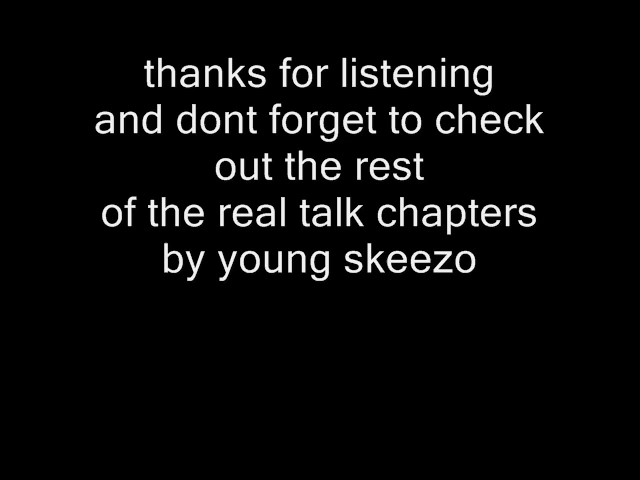 thanks for listening
and dont forget to check
out the rest
of the real talk chapters
by young skeezo